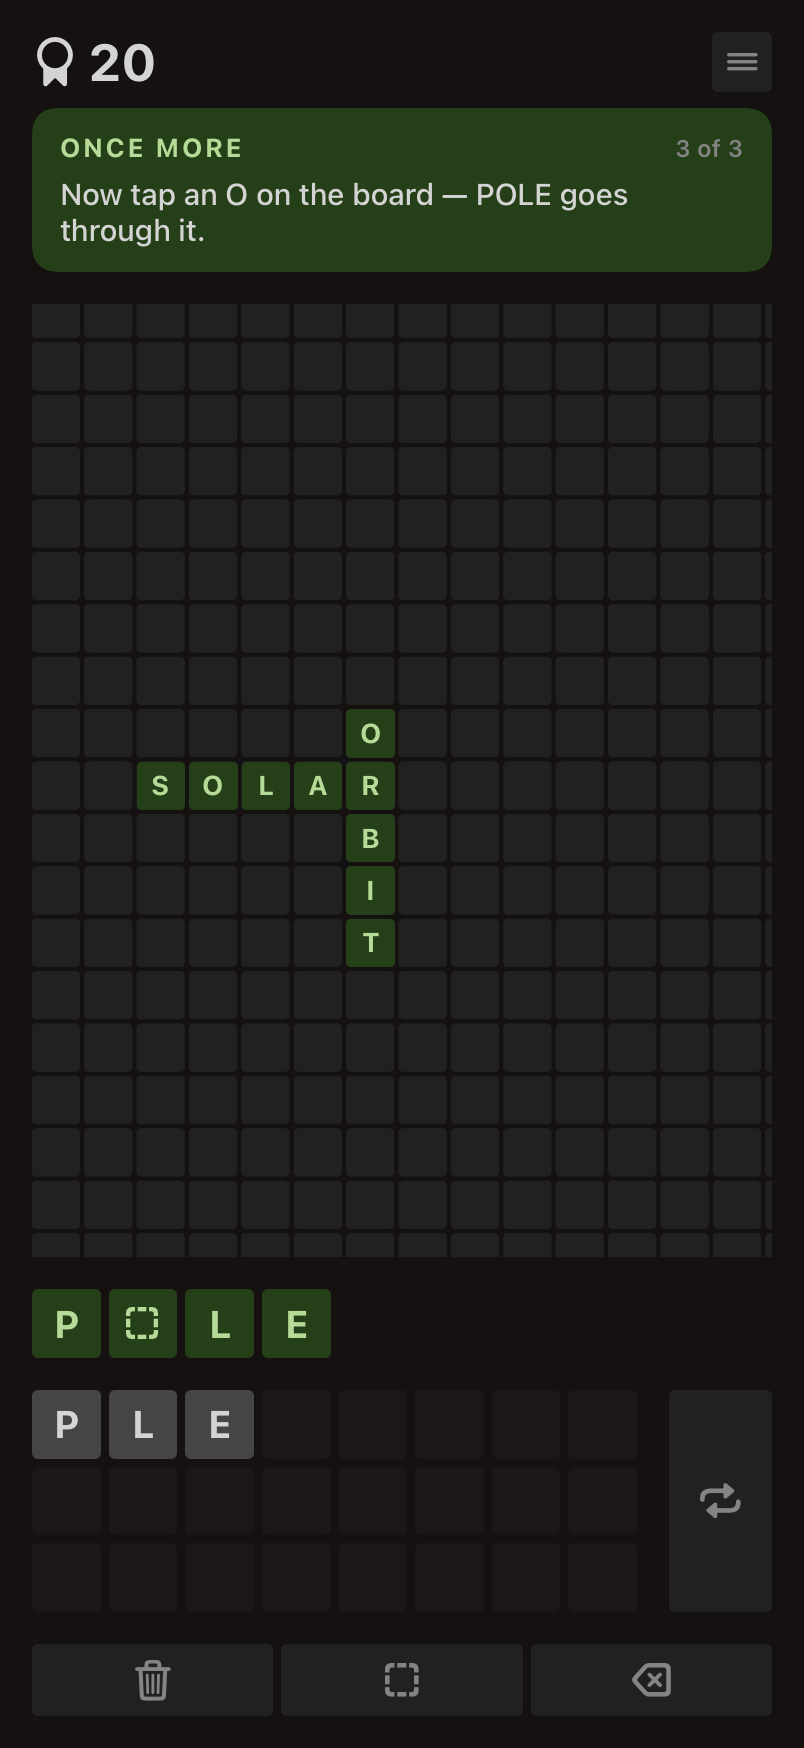 20
ONCE MORE 3 of 3
Now tap an O on the board — POLE goes
through it.
O
S O L A R
B
I
T
P L E
P L E